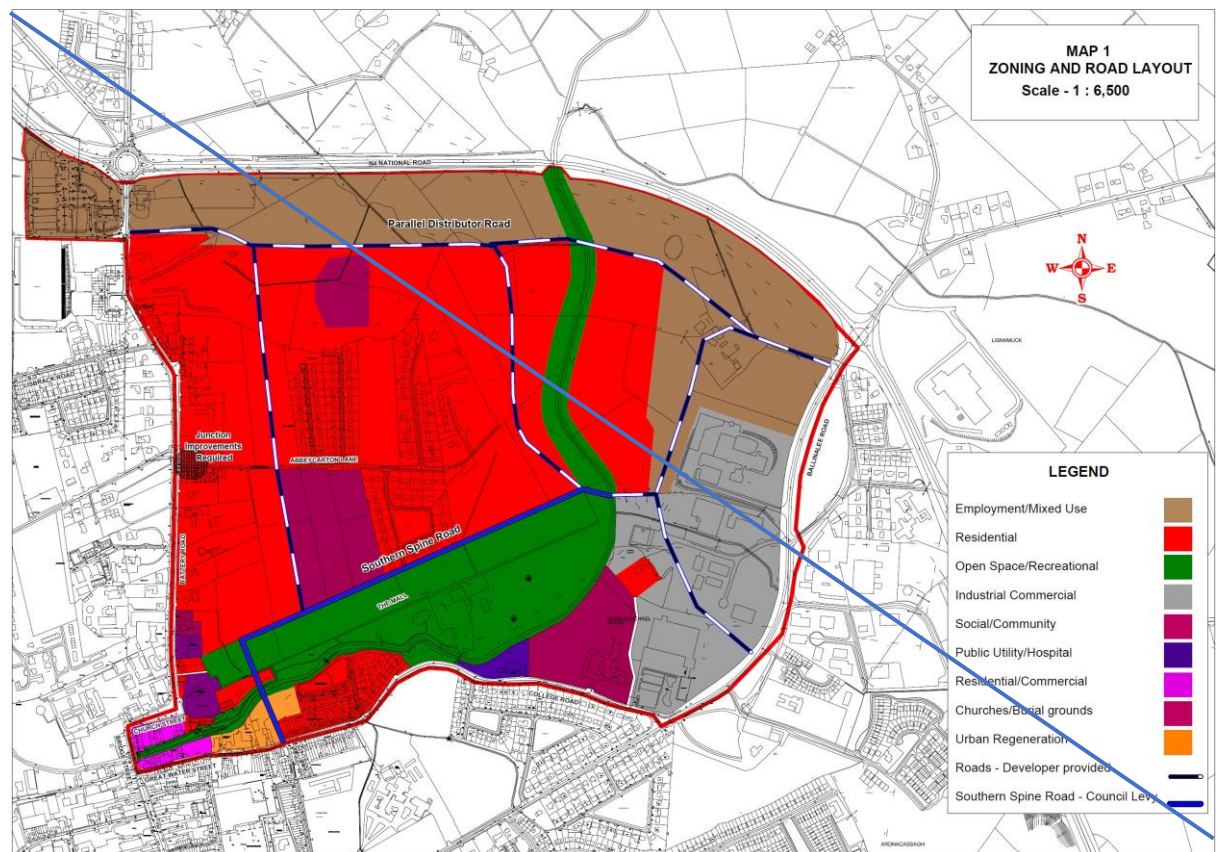 MAP 1
ZONING AND ROAD LAYOUT
Scale - 1 : 6,500
N4 NATIONAL ROAD
Parallel Distributor Road
N
W E
S
LISNAMUCK
Junction
Improvements
Required
ABBEYCARTON LANE
BALLINALEE ROAD
BATTERY ROAD
Southern Spine Road
THE MALL
COLLEGE ROAD
CHURCH STREET
GREAT WATER STREET
ARDNACASSAGH
LEGEND
Employment/Mixed Use
Residential
Open Space/Recreational
Industrial Commercial
Social/Community
Public Utility/Hospital
Residential/Commercial
Churches/Burial grounds
Urban Regeneration
Roads - Developer provided
Southern Spine Road - Council Levy